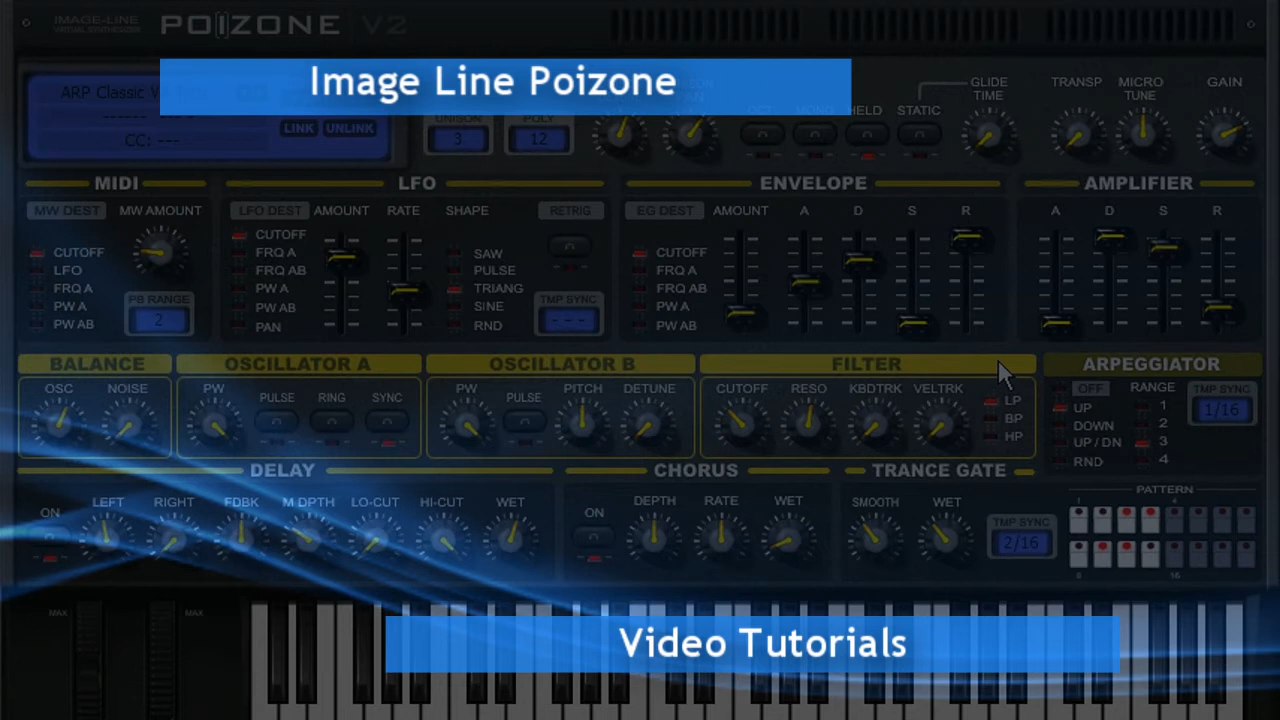 IMAGE-LINE
POIZONE V2
Image Line Poizone
ARP Classic
CC: ---
LINK UNLINK
UNISON
3
POLY
12
HELD STATIC
GLIDE
TIME
TRANSP MICRO
TUNE
GAIN
MIDI
MW DEST MW AMOUNT
CUTOFF
LFO
FRQ A
PW A
PW AB
PB RANGE
2
LFO
LFO DEST AMOUNT RATE SHAPE RETRIG
CUTOFF
FRQ A
FRQ AB
PW A
PW AB
PAN
SAW
PULSE
TRIANG
SINE
RND
TMP SYNC
---
ENVELOPE
EG DEST AMOUNT A D S R
CUTOFF
FRQ A
FRQ AB
PW A
PW AB
AMPLIFIER
A D S R
BALANCE
OSC NOISE
OSCILLATOR A
PW PULSE RING SYNC
OSCILLATOR B
PW PULSE PITCH DETUNE
FILTER
CUTOFF RESO KBDTRK VELTRK
LP
BP
HP
ARPEGGIATOR
OFF
UP
DOWN
UP / DN
RND
RANGE
1
2
3
4
TMP SYNC
1/16
DELAY
ON LEFT RIGHT FDBK M DPTH LO-CUT HI-CUT WET
CHORUS
ON DEPTH RATE WET
TRANCE GATE
SMOOTH WET
TMP SYNC
2/16
PATTERN
MAX MAX
Video Tutorials